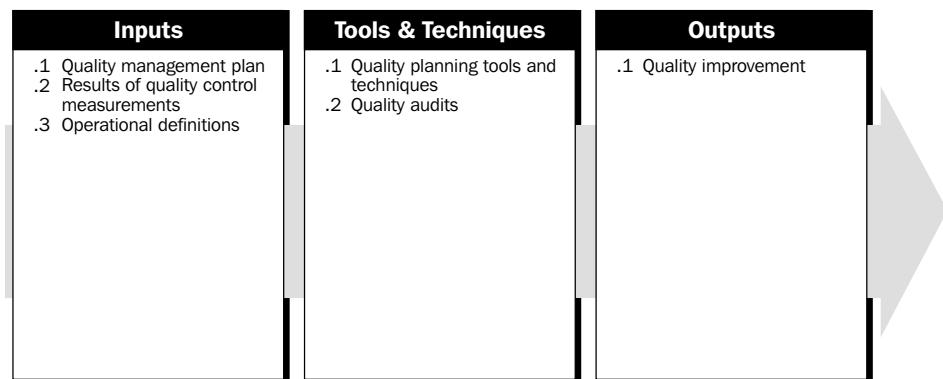 Inputs
.1 Quality management plan
.2 Results of quality control
measurements
.3 Operational definitions
Tools & Techniques
.1 Quality planning tools and
techniques
.2 Quality audits
Outputs
.1 Quality improvement